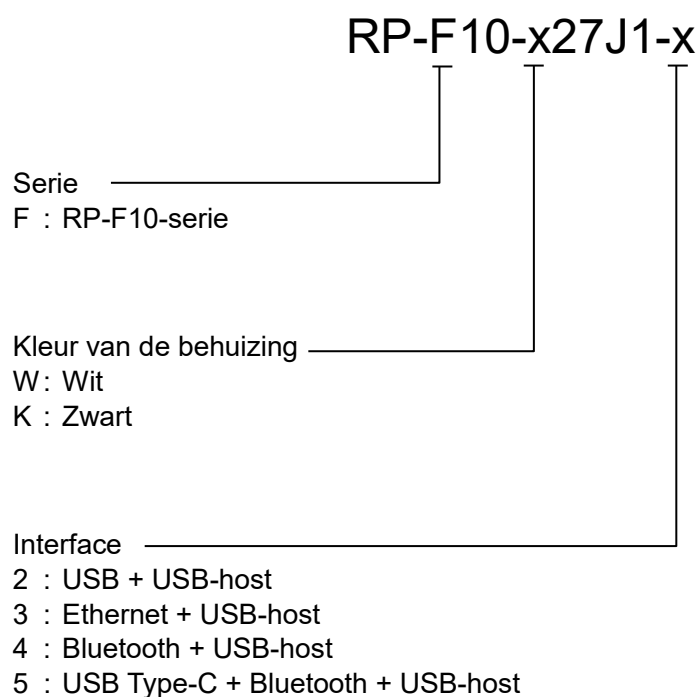 RP-F10-x27J1-x
Serie
F : RP-F10-serie
Kleur van de behuizing
W : Wit
K : Zwart
Interface
2 : USB + USB-host
3 : Ethernet + USB-host
4 : Bluetooth + USB-host
5 : USB Type-C + Bluetooth + USB-host